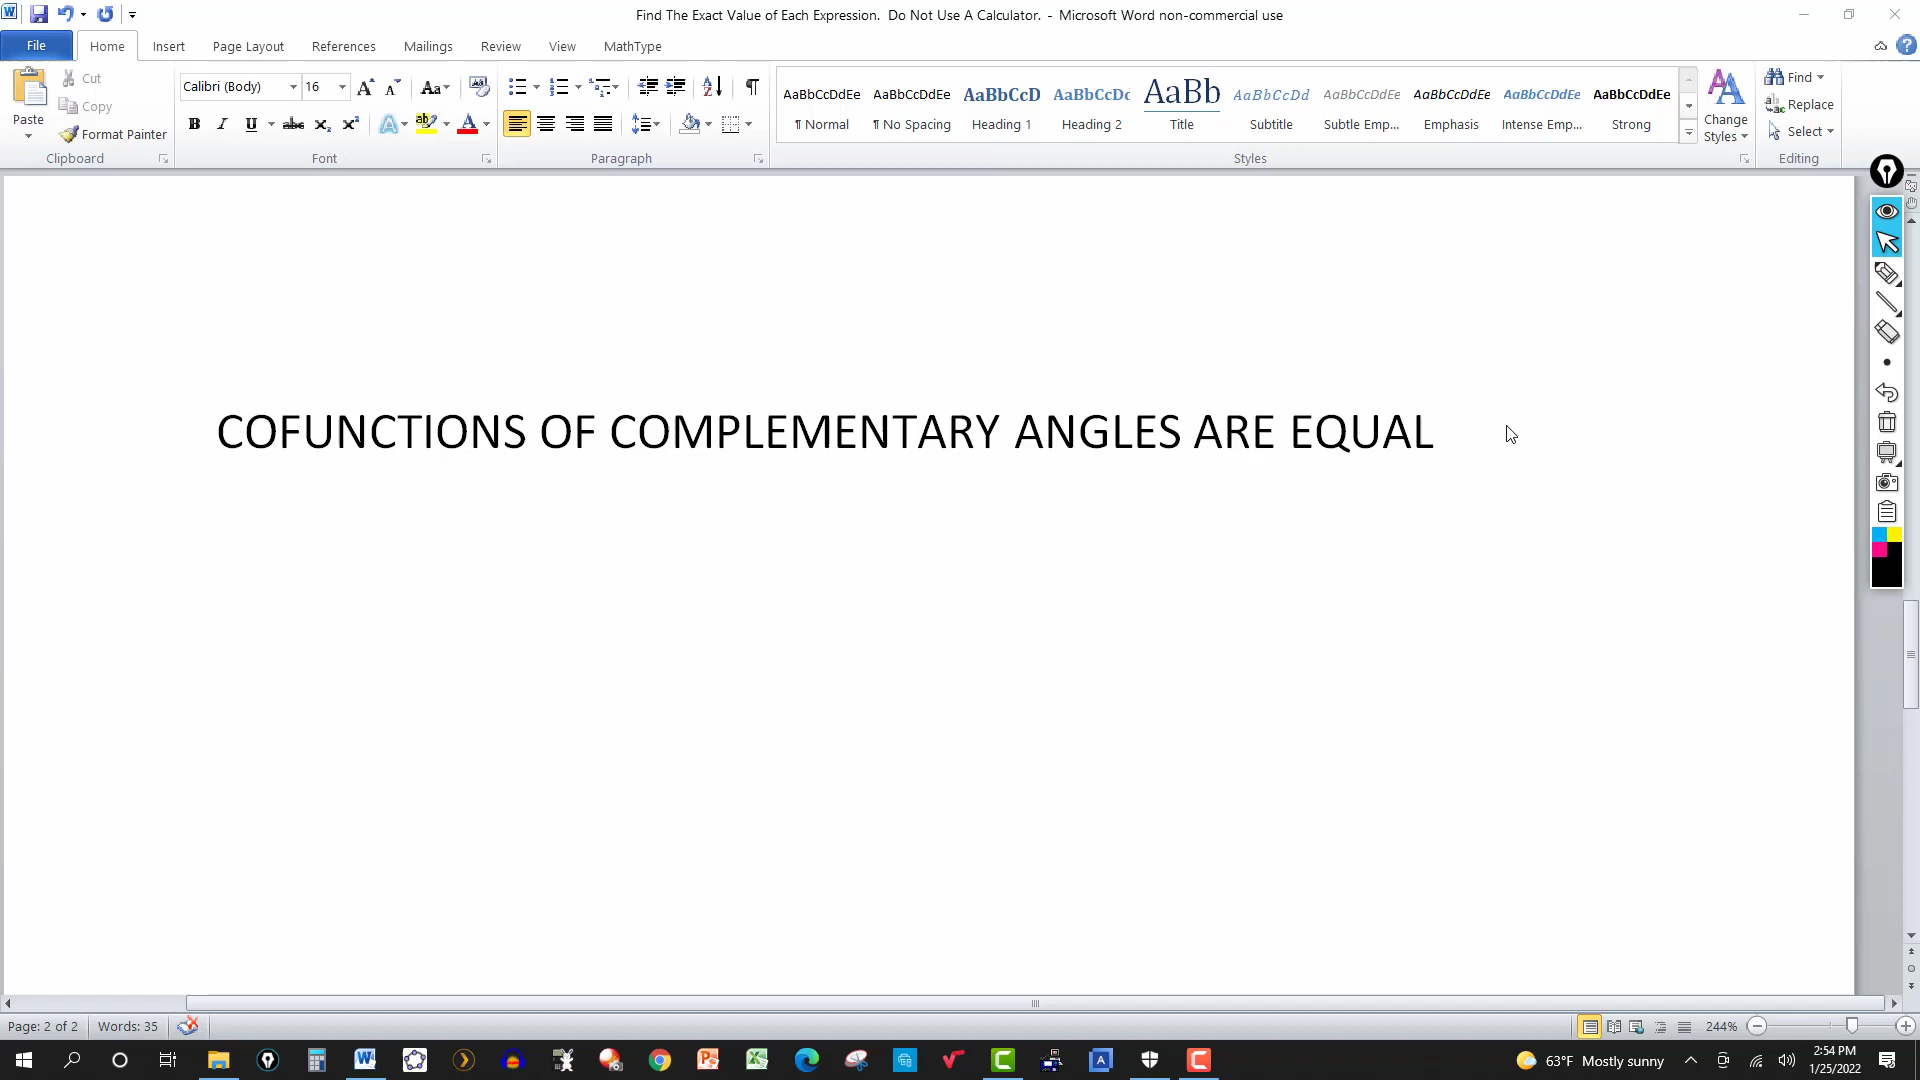 Find The Exact Value of Each Expression.  Do Not Use A Calculator.  -  Microsoft Word non-commercial use
File Home Insert Page Layout References Mailings Review View MathType
Paste Cut Copy Format Painter
Clipboard
Calibri (Body) 16
Font
Paragraph
AaBbCcDdEe AaBbCcDdEe AaBbCcD AaBbCcDc AaBb AaBbCcDd AaBbCcDdEe AaBbCcDdEe AaBbCcDdEe AaBbCcDdEe
¶ Normal ¶ No Spacing Heading 1 Heading 2 Title Subtitle Subtle Emp... Emphasis Intense Emp... Strong
Styles
Change Styles
Find
Replace
Select
Editing
COFUNCTIONS OF COMPLEMENTARY ANGLES ARE EQUAL
Page: 2 of 2 Words: 35 244%
63°F Mostly sunny 2:54 PM
1/25/2022